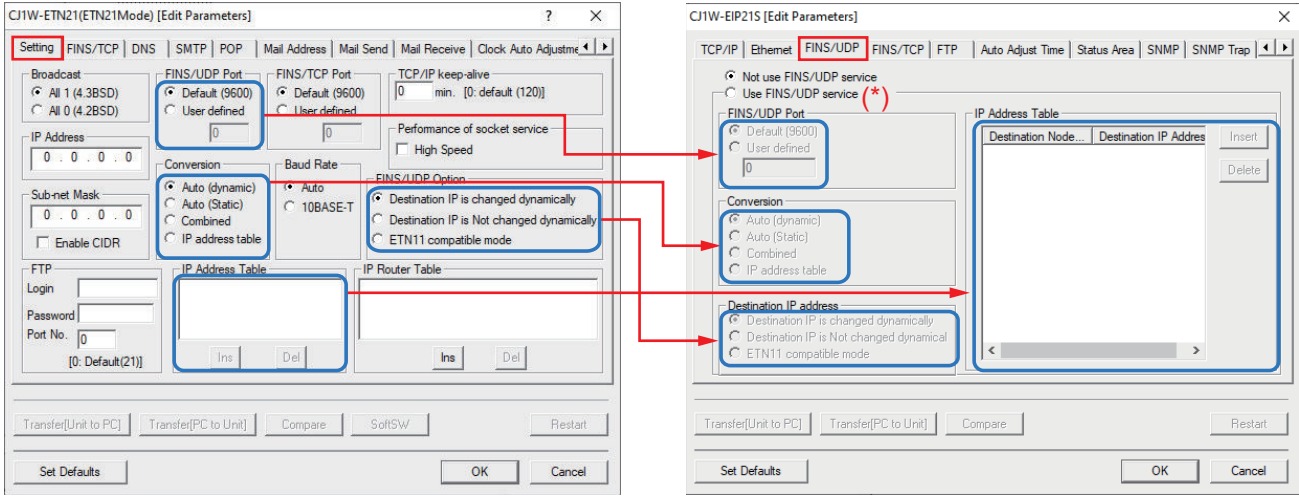 CJ1W-ETN21(ETN21Mode) [Edit Parameters]
Setting FINS/TCP DNS SMTP POP Mail Address Mail Send Mail Receive Clock Auto Adjustme
Broadcast
All 1 (4.3BSD)
All 0 (4.2BSD)
FINS/UDP Port
Default (9600)
User defined
0
FINS/TCP Port
Default (9600)
User defined
0
TCP/IP keep-alive
0 min. [0: default (120)]
IP Address
0 . 0 . 0 . 0
Performance of socket service
High Speed
Sub-net Mask
0 . 0 . 0 . 0
Enable CIDR
Conversion
Auto (dynamic)
Auto (Static)
Combined
IP address table
Baud Rate
Auto
10BASE-T
FINS/UDP Option
Destination IP is changed dynamically
Destination IP is Not changed dynamically
ETN11 compatible mode
FTP
Login
Password
Port No. 0
[0: Default(21)]
IP Address Table
Ins Del
IP Router Table
Ins Del
Transfer[Unit to PC] Transfer[PC to Unit] Compare SoftSW Restart
Set Defaults OK Cancel
CJ1W-EIP21S [Edit Parameters]
TCP/IP Ethernet FINS/UDP FINS/TCP FTP Auto Adjust Time Status Area SNMP SNMP Trap
Not use FINS/UDP service
Use FINS/UDP service (*)
FINS/UDP Port
Default (9600)
User defined
0
Conversion
Auto (dynamic)
Auto (Static)
Combined
IP address table
Destination IP address
Destination IP is changed dynamically
Destination IP is Not changed dynamical
ETN11 compatible mode
IP Address Table
Destination Node... Destination IP Addres
Insert
Delete
Transfer[Unit to PC] Transfer[PC to Unit] Compare Restart
Set Defaults OK Cancel